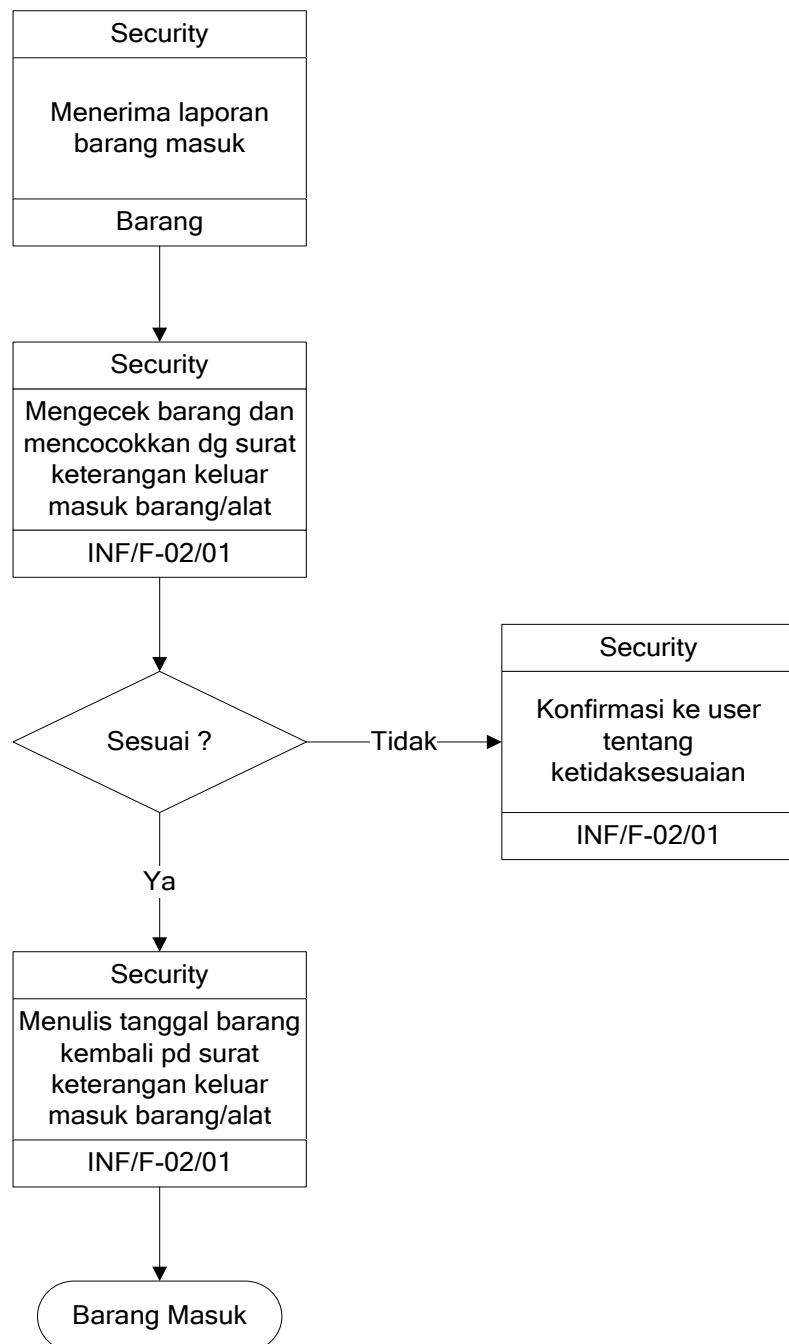 Security
Menerima laporan
barang masuk
Barang
Security
Mengecek barang dan
mencocokkan dg surat
keterangan keluar
masuk barang/alat
INF/F-02/01
Sesuai ?
Tidak
Security
Konfirmasi ke user
tentang
ketidaksesuaian
INF/F-02/01
Ya
Security
Menulis tanggal barang
kembali pd surat
keterangan keluar
masuk barang/alat
INF/F-02/01
Barang Masuk